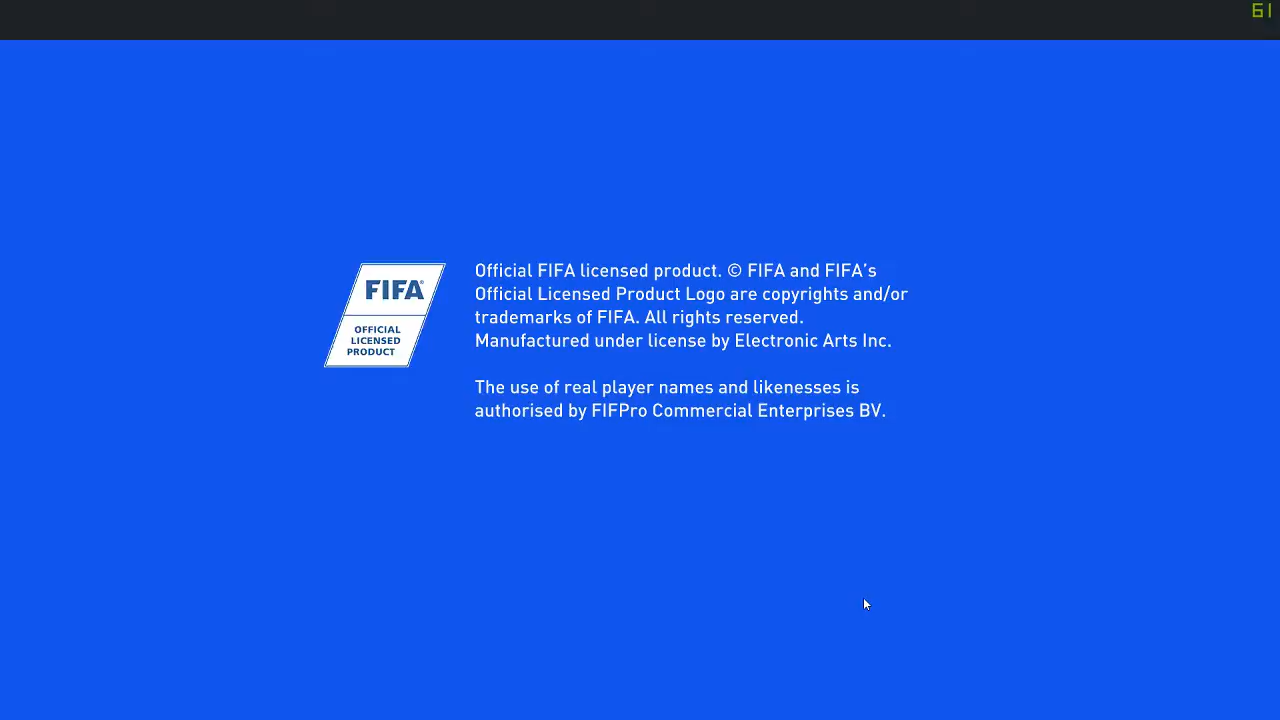 61
Official FIFA licensed product. © FIFA and FIFA's
Official Licensed Product Logo are copyrights and/or
trademarks of FIFA. All rights reserved.
Manufactured under license by Electronic Arts Inc.
The use of real player names and likenesses is
authorised by FIFPro Commercial Enterprises BV.
FIFA®
OFFICIAL
LICENSED
PRODUCT